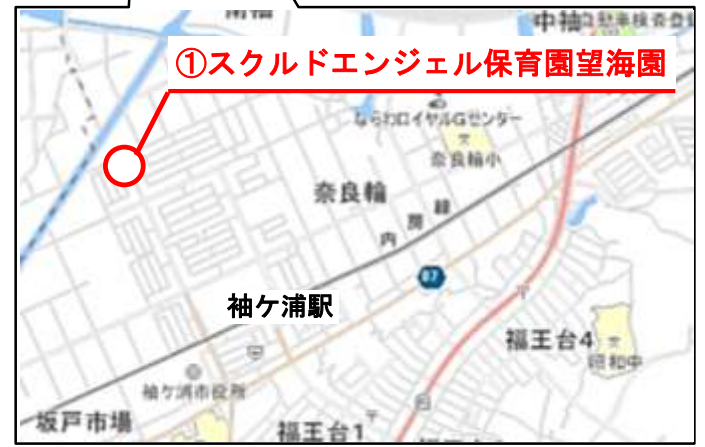 中袖
①スクルドエンジェル保育園望海園
ならわロイヤルGセンター
奈良輪小
奈良輪
内房線
87
袖ケ浦駅
福王台4
昭和中
袖ケ浦市役所
坂戸市場
福王台1